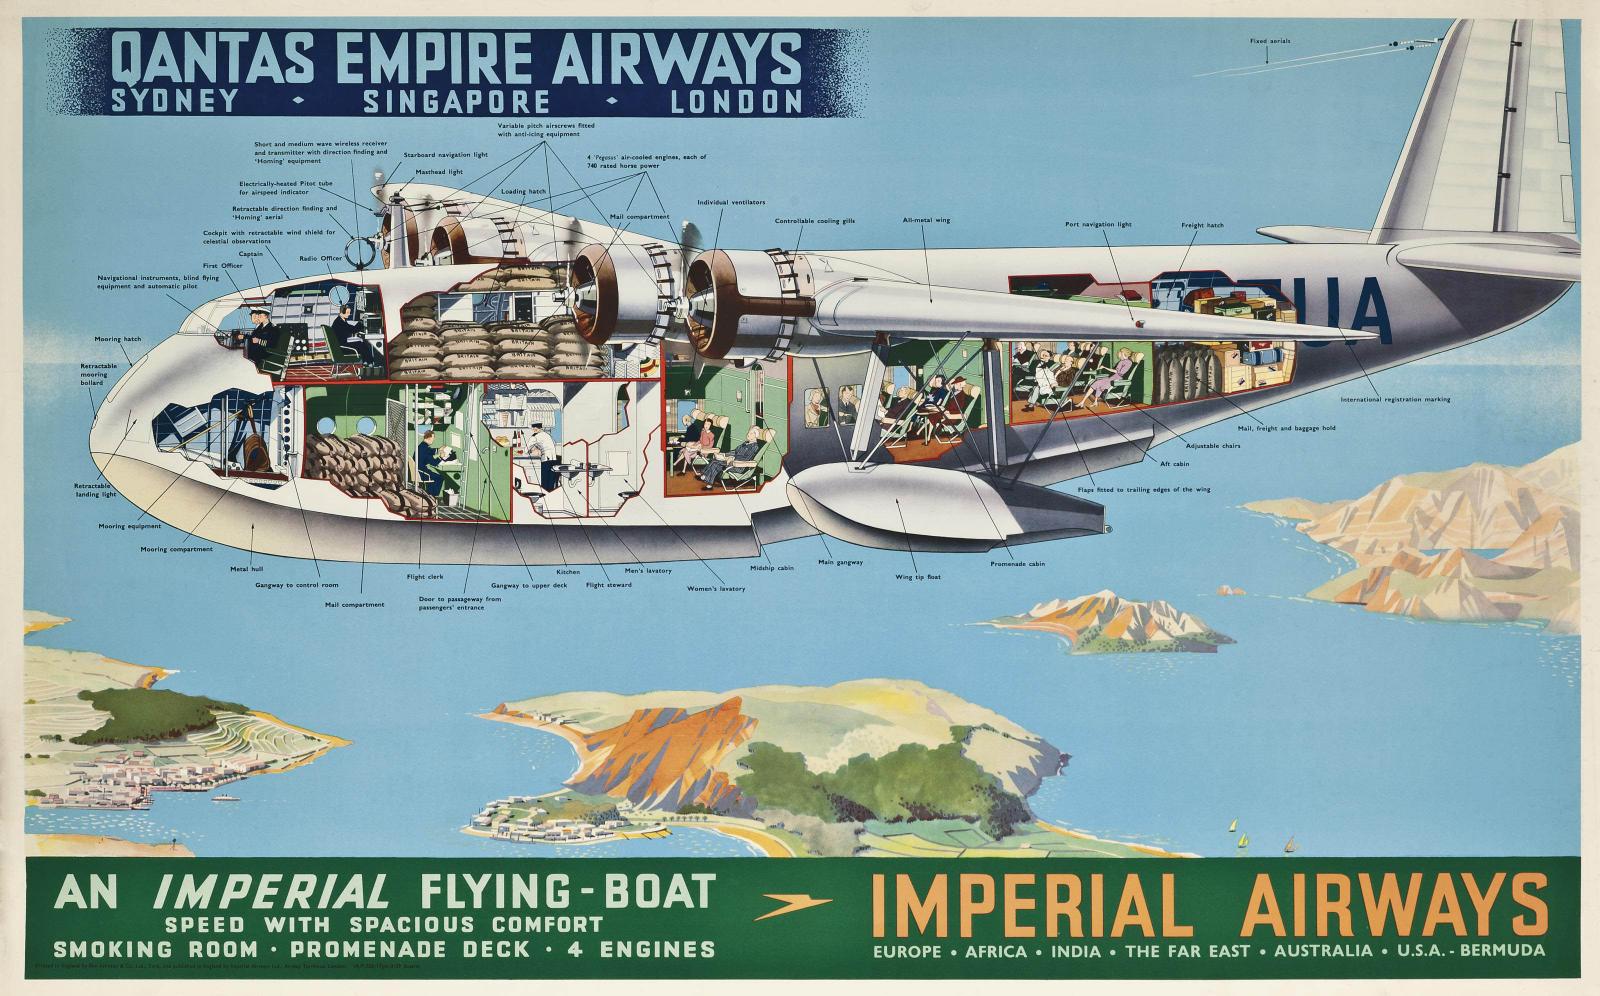 QANTAS EMPIRE AIRWAYS
SYDNEY • SINGAPORE • LONDON
Fixed aerials
Variable pitch airscrews fitted
with anti-icing equipment
Short and medium wave wireless receiver
and transmitter with direction finding and
'Homing' equipment
Starboard navigation light
Masthead light
4 'Pegasus' air-cooled engines, each of
740 rated horse power
Electrically-heated Pitot tube
for airspeed indicator
Loading hatch
Retractable direction finding and
'Homing' aerial
Mail compartment
Individual ventilators
Controllable cooling gills
All-metal wing
Port navigation light
Freight hatch
Cockpit with retractable wind shield for
celestial observations
Captain
First Officer
Radio Officer
Navigational instruments, blind flying
equipment and automatic pilot
UA
BRITAIN
Mooring hatch
Retractable
mooring
bollard
International registration marking
Mail, freight and baggage hold
Adjustable chairs
Aft cabin
Flaps fitted to trailing edges of the wing
Retractable
landing light
Mooring equipment
Mooring compartment
Metal hull
Gangway to control room
Mail compartment
Flight clerk
Door to passageway from
passengers' entrance
Gangway to upper deck
Kitchen
Flight steward
Men's lavatory
Women's lavatory
Midship cabin
Main gangway
Wing tip float
Promenade cabin
AN IMPERIAL FLYING-BOAT
SPEED WITH SPACIOUS COMFORT
SMOKING ROOM • PROMENADE DECK • 4 ENGINES
IMPERIAL AIRWAYS
EUROPE • AFRICA • INDIA • THE FAR EAST • AUSTRALIA • U.S.A. - BERMUDA